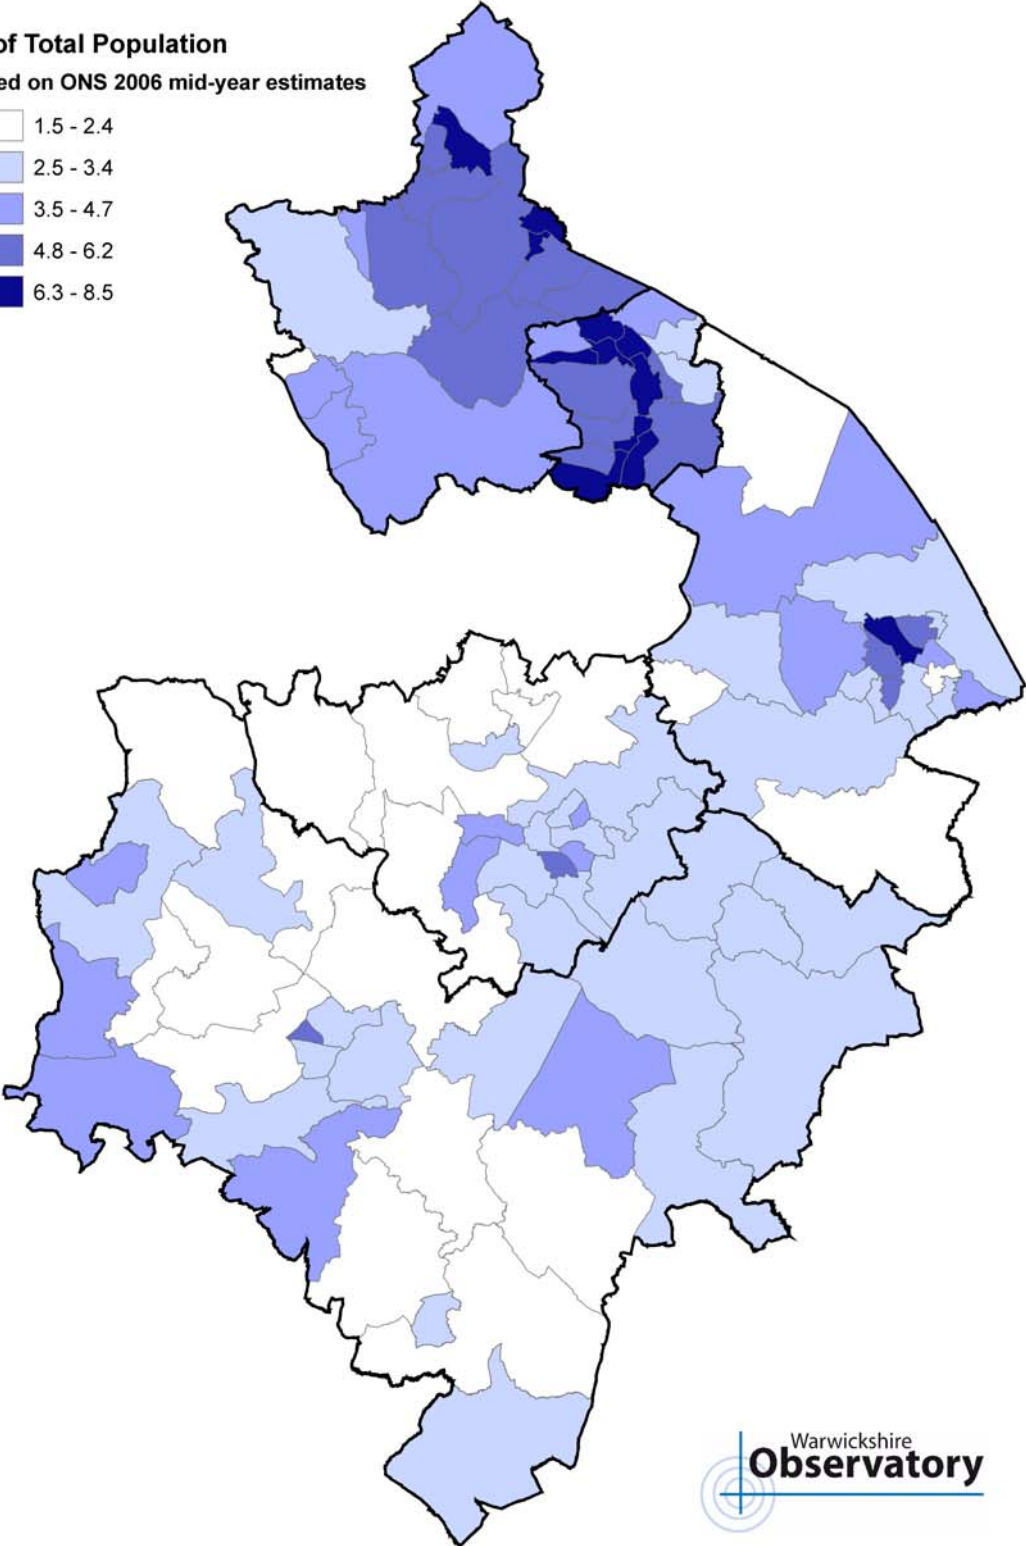 of Total Population
ed on ONS 2006 mid-year estimates
1.5 - 2.4
2.5 - 3.4
3.5 - 4.7
4.8 - 6.2
6.3 - 8.5
Warwickshire
Observatory